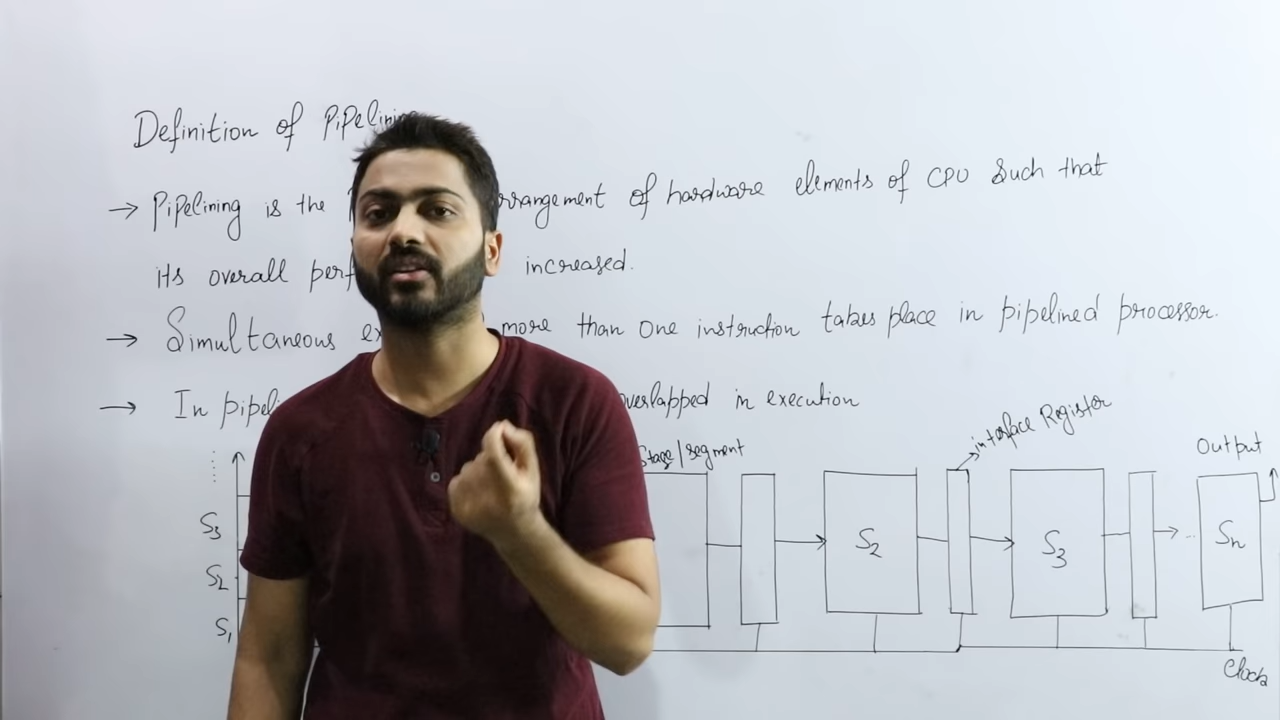 Definition of Pipelining
→ Pipelining is the rrangement of hardware elements of CPU Such that
its overall perf increased.
→ Simultaneous ex more than one instruction takes place in pipelined processor.
→ In pipeli overlapped in execution
Stage/segment
interface Register
Output
S3
S2
S1
S2
S3
Sn
Clock